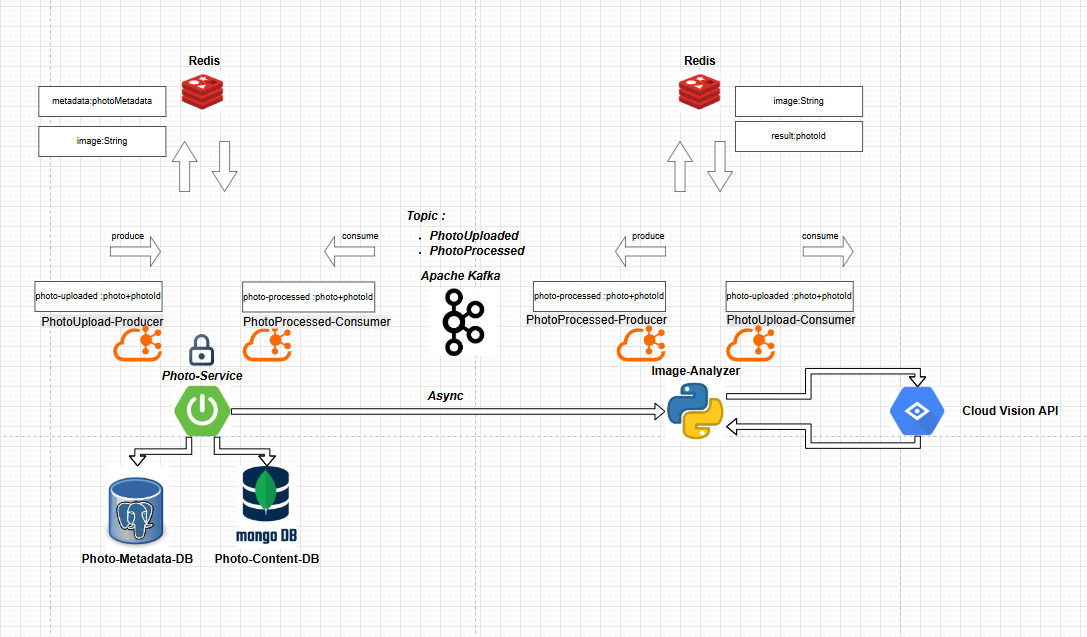 Redis
Redis
metadata:photoMetadata
image:String
image:String
result:photoId
Topic :
PhotoUploaded
PhotoProcessed
produce
consume
produce
consume
Apache Kafka
photo-uploaded :photo+photoId
photo-processed :photo+photoId
photo-processed :photo+photoId
photo-uploaded :photo+photoId
PhotoUpload-Producer
PhotoProcessed-Consumer
PhotoProcessed-Producer
PhotoUpload-Consumer
Photo-Service
Image-Analyzer
Async
Cloud Vision API
mongo DB
Photo-Metadata-DB
Photo-Content-DB